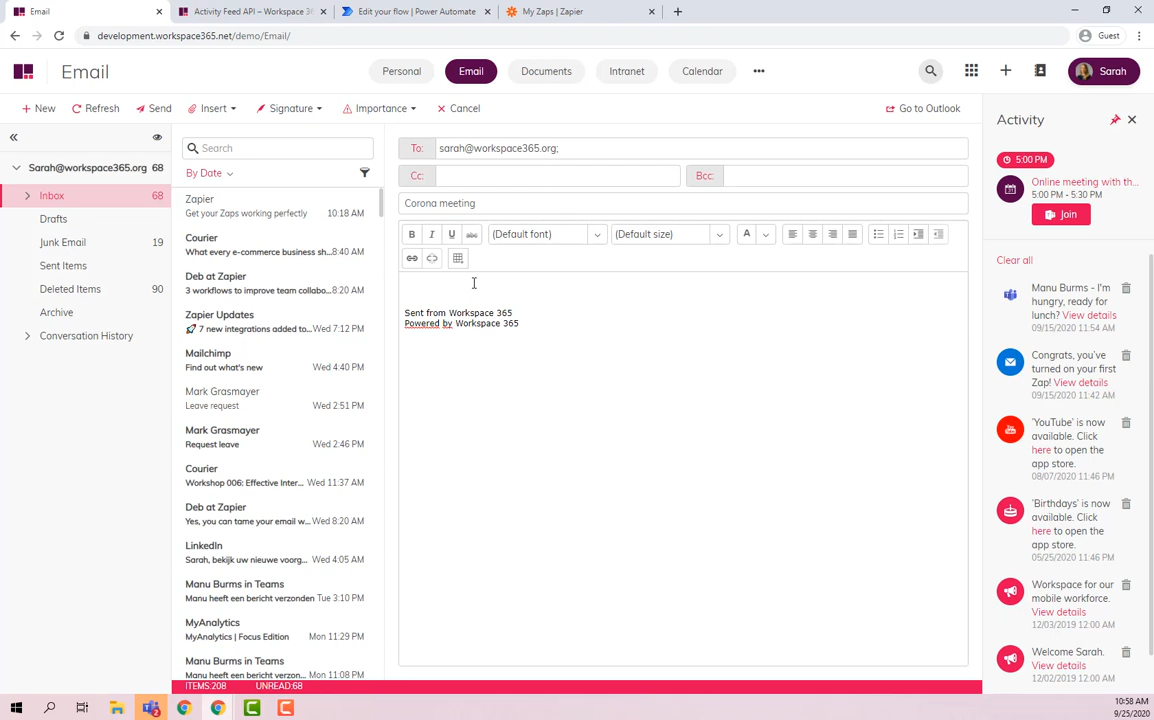 Email
Activity Feed API – Workspace 3
Edit your flow | Power Automate
My Zaps | Zapier
development.workspace365.net/demo/Email/
Guest
Email
Personal
Email
Documents
Intranet
Calendar
Sarah
New
Refresh
Send
Insert
Signature
Importance
Cancel
Go to Outlook
Sarah@workspace365.org 68
Inbox 68
Drafts
Junk Email 19
Sent Items
Deleted Items 90
Archive
Conversation History
Search
By Date
Zapier
Get your Zaps working perfectly 10:18 AM
Courier
What every e-commerce business sh... 8:40 AM
Deb at Zapier
3 workflows to improve team collabo... 8:20 AM
Zapier Updates
🚀 7 new integrations added to... Wed 7:12 PM
Mailchimp
Find out what's new Wed 4:40 PM
Mark Grasmayer
Leave request Wed 2:51 PM
Mark Grasmayer
Request leave Wed 2:46 PM
Courier
Workshop 006: Effective Inter... Wed 11:37 AM
Deb at Zapier
Yes, you can tame your email w... Wed 8:20 AM
LinkedIn
Sarah, bekijk uw nieuwe voorg... Wed 4:05 AM
Manu Burms in Teams
Manu heeft een bericht verzonden Tue 3:10 PM
MyAnalytics
MyAnalytics | Focus Edition Mon 11:29 PM
Manu Burms in Teams
Manu heeft een bericht verzon... Mon 11:08 PM
ITEMS:208 UNREAD:68
To: sarah@workspace365.org;
Cc:
Bcc:
Corona meeting
B I U abc (Default font) (Default size) A
Sent from Workspace 365
Powered by Workspace 365
Activity
5:00 PM
Online meeting with th...
5:00 PM - 5:30 PM
Join
Clear all
Manu Burms - I'm
hungry, ready for
lunch? View details
09/15/2020 11:54 AM
Congrats, you've
turned on your first
Zap! View details
09/15/2020 11:42 AM
'YouTube' is now
available. Click
here to open the
app store.
08/07/2020 11:46 PM
'Birthdays' is now
available. Click
here to open the
app store.
05/25/2020 11:46 PM
Workspace for our
mobile workforce.
View details
12/03/2019 12:00 AM
Welcome Sarah.
View details
12/02/2019 12:00 AM
10:58 AM
9/25/2020